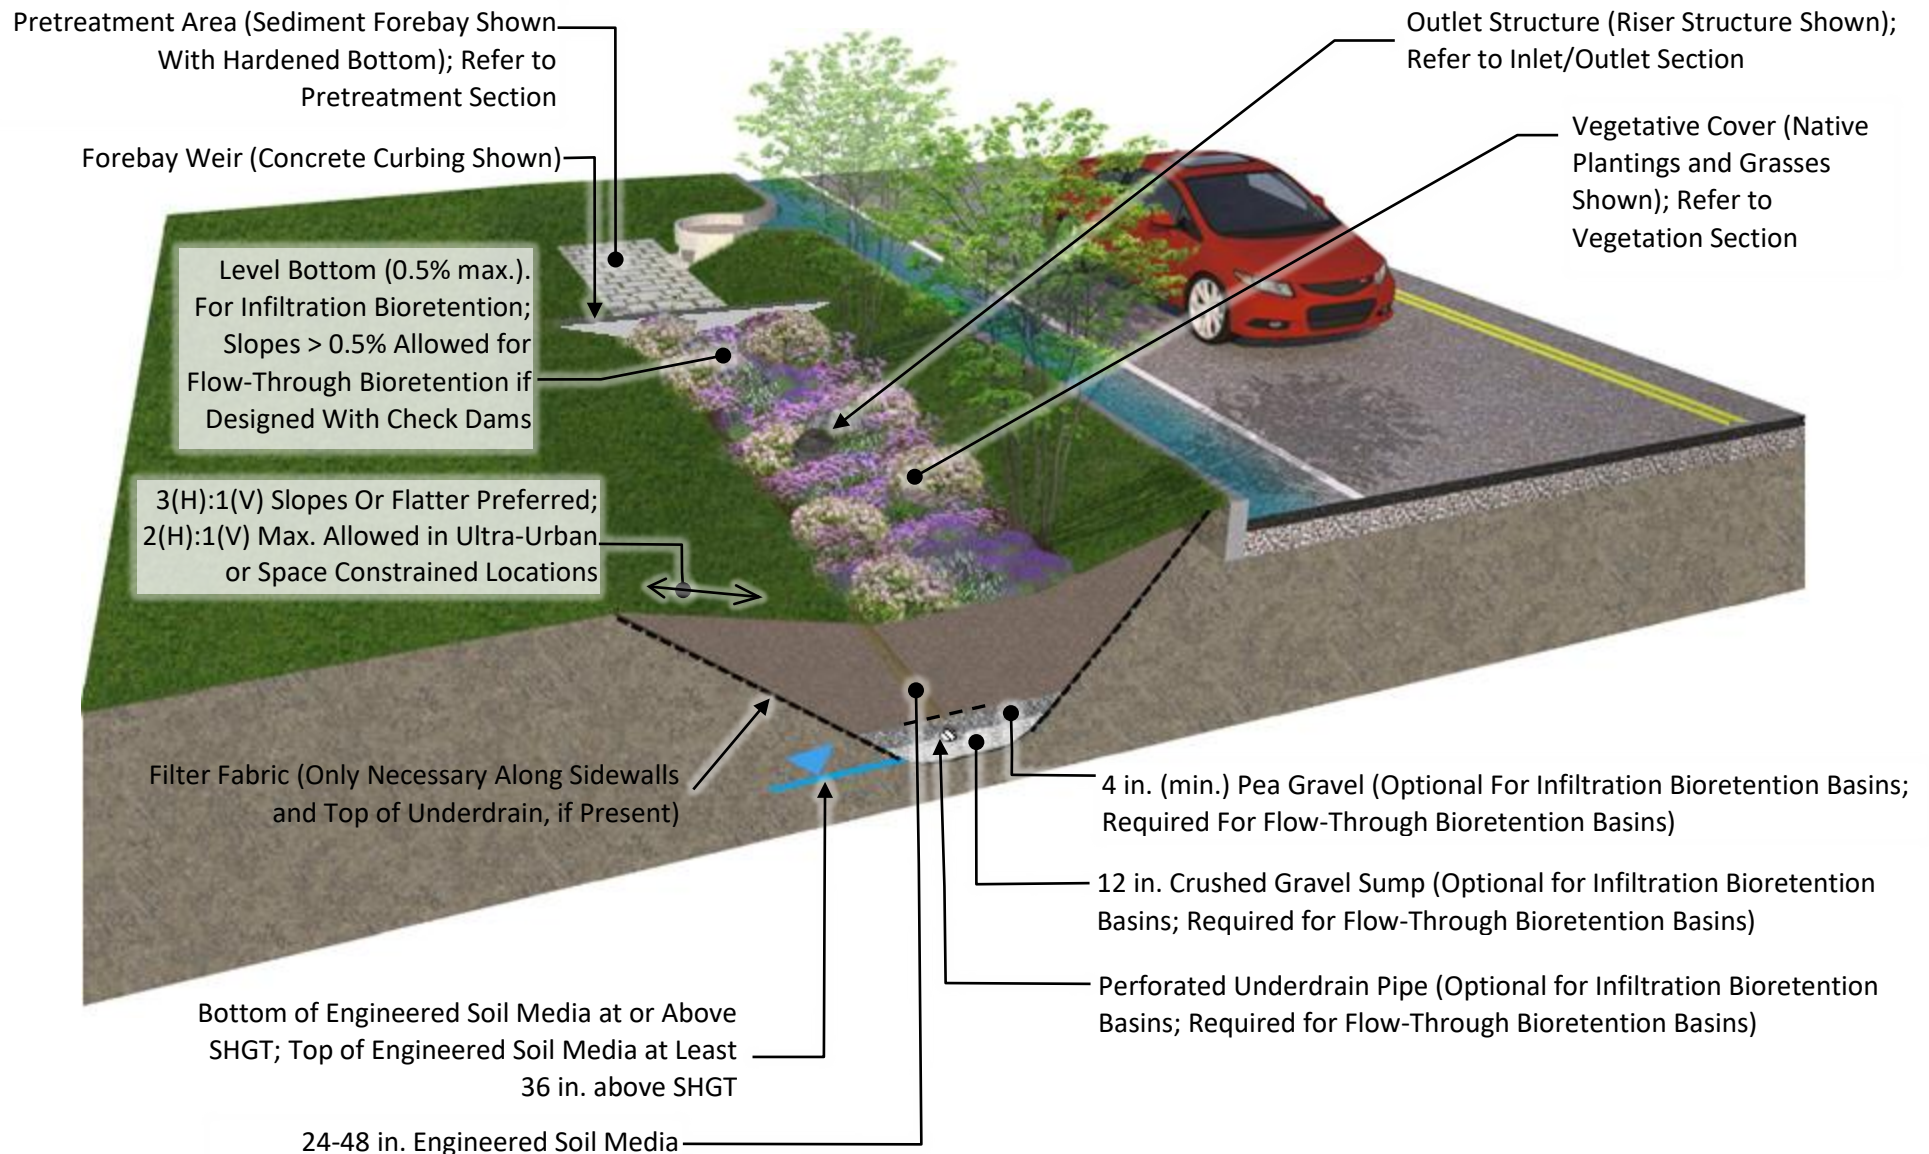 Pretreatment Area (Sediment Forebay Shown
With Hardened Bottom); Refer to
Pretreatment Section
Forebay Weir (Concrete Curbing Shown)
Outlet Structure (Riser Structure Shown);
Refer to Inlet/Outlet Section
Vegetative Cover (Native
Plantings and Grasses
Shown); Refer to
Vegetation Section
Level Bottom (0.5% max.).
For Infiltration Bioretention;
Slopes > 0.5% Allowed for
Flow-Through Bioretention if
Designed With Check Dams
3(H):1(V) Slopes Or Flatter Preferred;
2(H):1(V) Max. Allowed in Ultra-Urban
or Space Constrained Locations
Filter Fabric (Only Necessary Along Sidewalls
and Top of Underdrain, if Present)
4 in. (min.) Pea Gravel (Optional For Infiltration Bioretention Basins;
Required For Flow-Through Bioretention Basins)
12 in. Crushed Gravel Sump (Optional for Infiltration Bioretention
Basins; Required for Flow-Through Bioretention Basins)
Perforated Underdrain Pipe (Optional for Infiltration Bioretention
Basins; Required for Flow-Through Bioretention Basins)
Bottom of Engineered Soil Media at or Above
SHGT; Top of Engineered Soil Media at Least
36 in. above SHGT
24-48 in. Engineered Soil Media